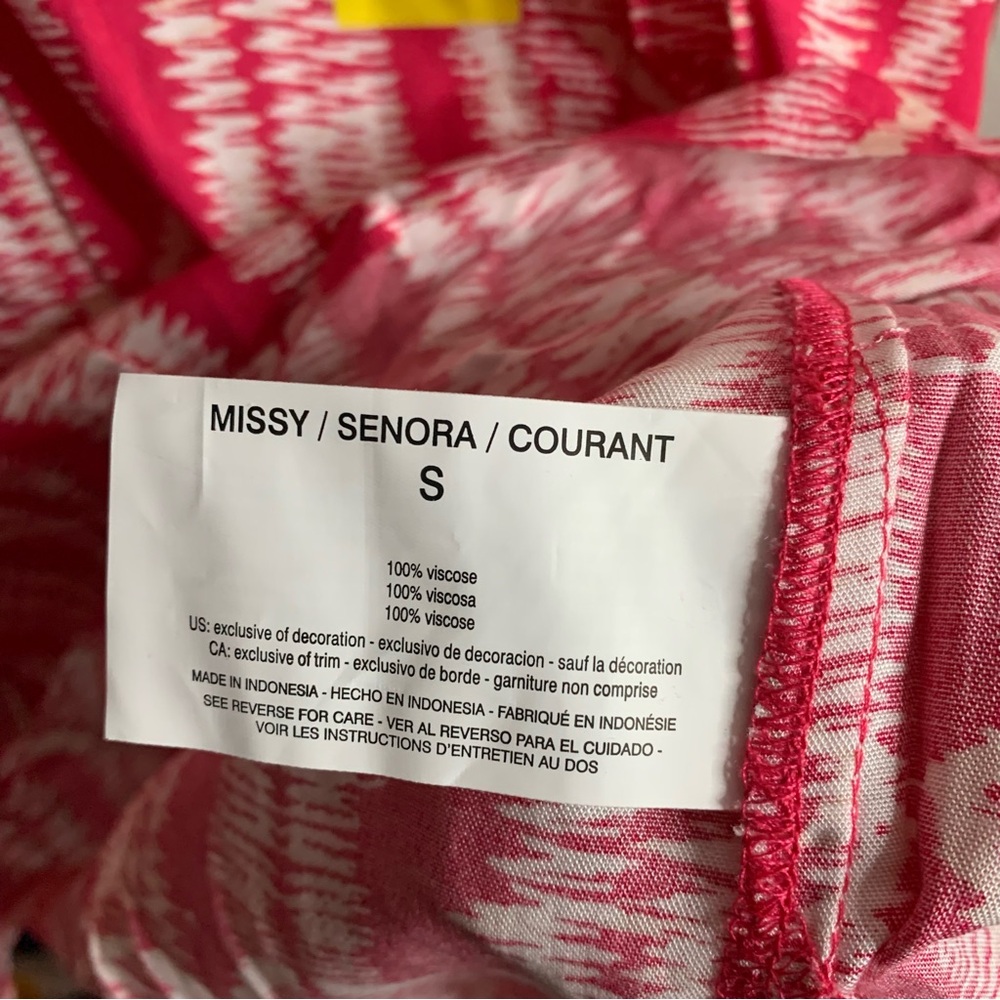 MISSY / SENORA / COURANT
S
100% viscose
100% viscosa
100% viscose
US: exclusive of decoration - exclusivo de decoracion - sauf la décoration
CA: exclusive of trim - exclusivo de borde - garniture non comprise
MADE IN INDONESIA - HECHO EN INDONESIA - FABRIQUÉ EN INDONÉSIE
SEE REVERSE FOR CARE - VER AL REVERSO PARA EL CUIDADO -
VOIR LES INSTRUCTIONS D'ENTRETIEN AU DOS